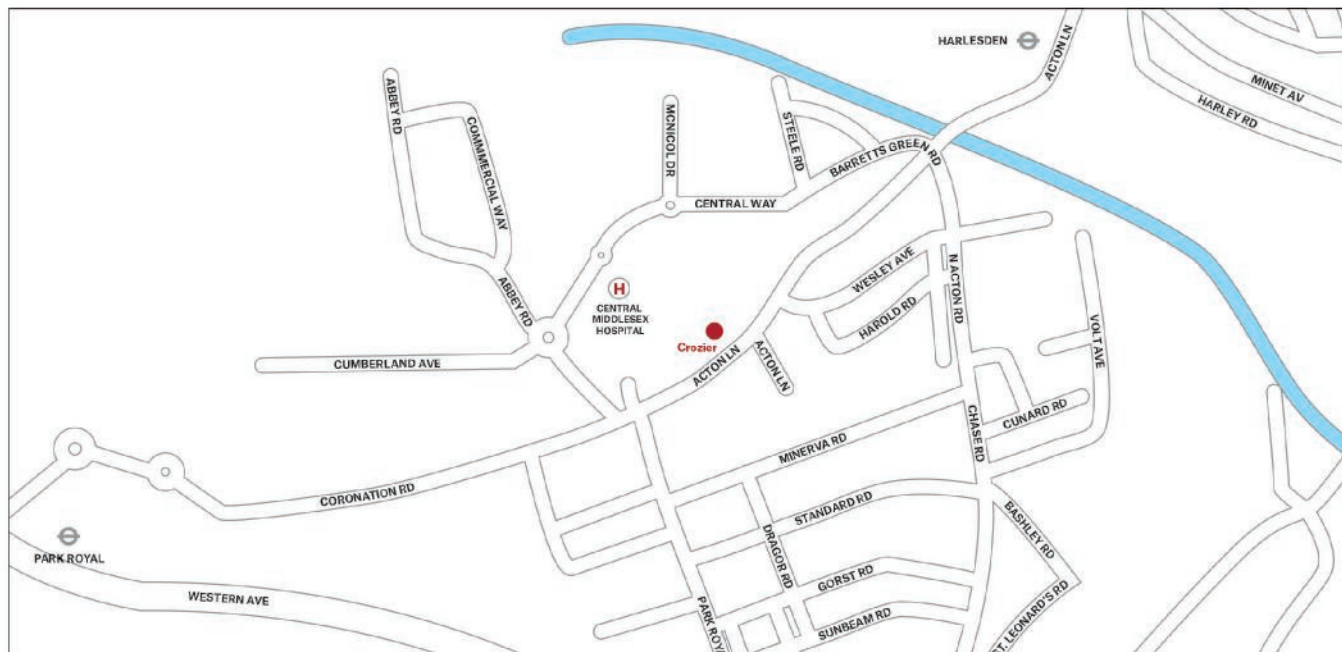 HARLESDEN
ACTON LN
MINET AV
HARLEY RD
ABBEY RD
COMMMERCIAL WAY
MCNICOL DR
STEELE RD
BARRETTS GREEN RD
CENTRAL WAY
WESLEY AVE
N ACTON RD
HAROLD RD
VOLT AVE
ABBEY RD
H
CENTRAL
MIDDLESEX
HOSPITAL
Crozier
ACTON LN
ACTON LN
CUMBERLAND AVE
CUNARD RD
CHASE RD
MINERVA RD
CORONATION RD
STANDARD RD
BASHLEY RD
DRAGOR RD
PARK ROYAL
WESTERN AVE
GORST RD
SUNBEAM RD
PARK ROY
ST. LEONARD'S RD